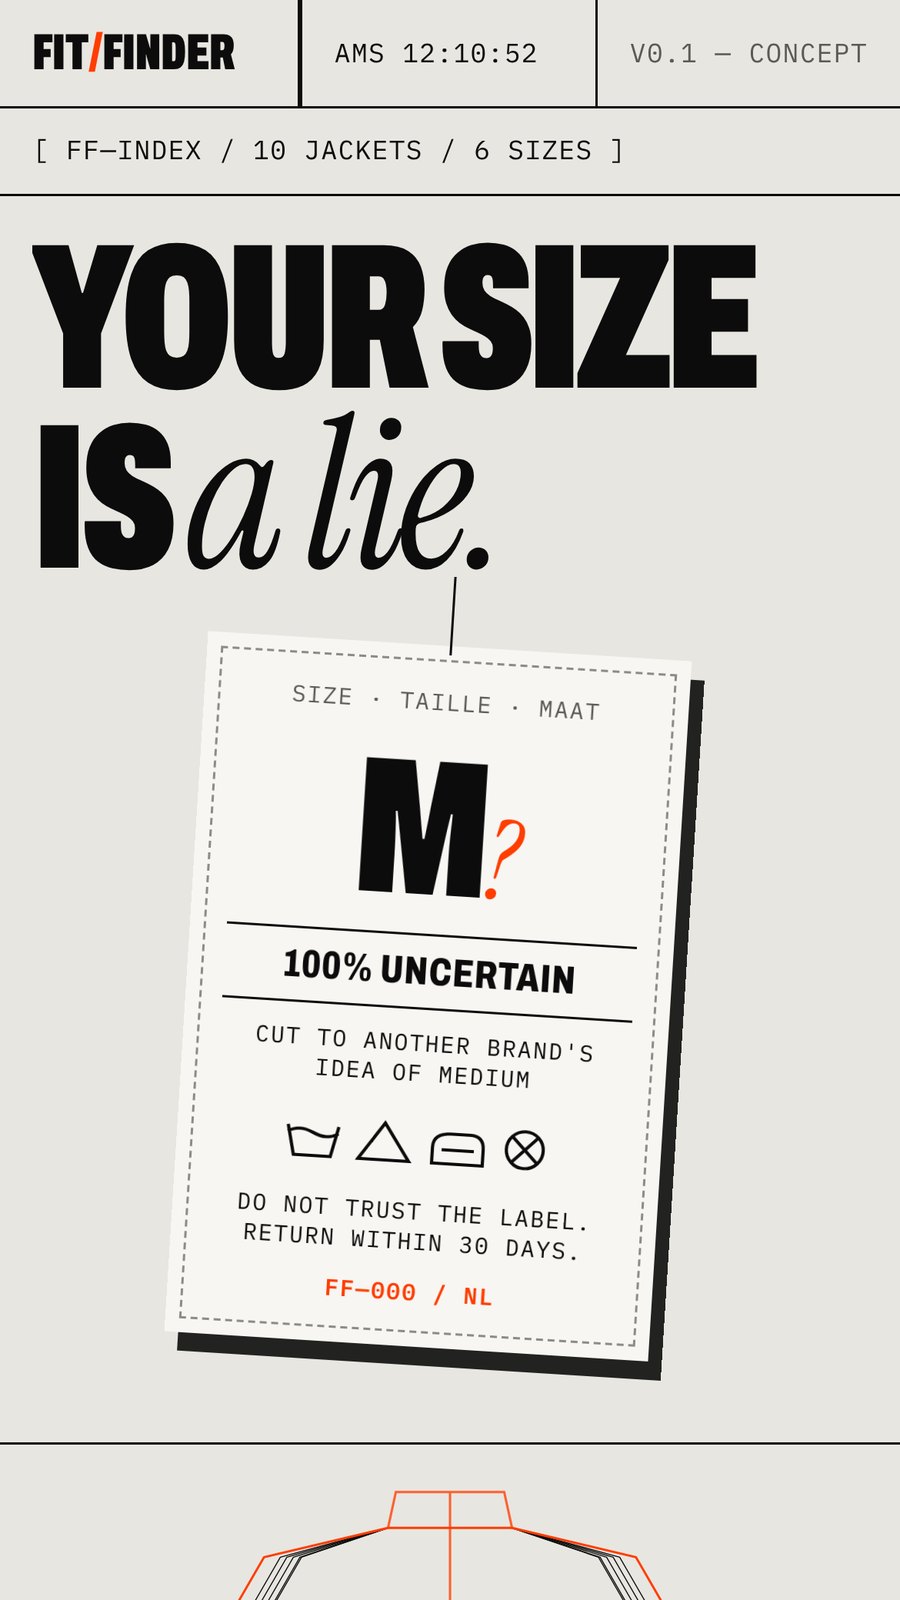 FIT/FINDER
AMS 12:10:52
V0.1 — CONCEPT
[ FF—INDEX / 10 JACKETS / 6 SIZES ]
YOUR SIZE
IS a lie.
SIZE · TAILLE · MAAT
M?
100% UNCERTAIN
CUT TO ANOTHER BRAND'S
IDEA OF MEDIUM
DO NOT TRUST THE LABEL.
RETURN WITHIN 30 DAYS.
FF—000 / NL